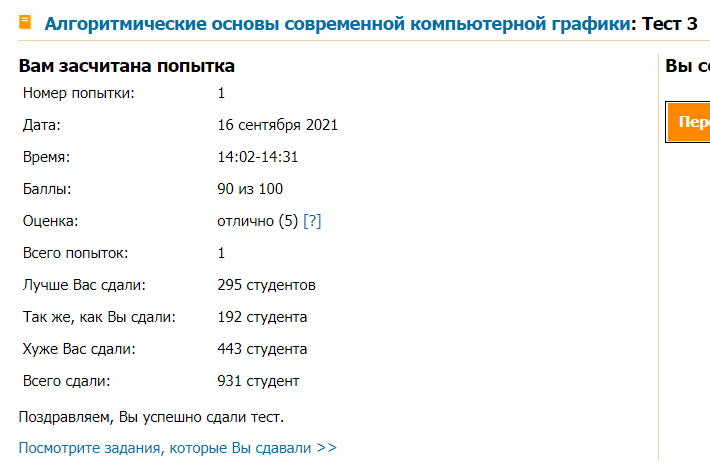 Алгоритмические основы современной компьютерной графики: Тест 3
Вам засчитана попытка
Номер попытки: 1
Дата: 16 сентября 2021
Время: 14:02-14:31
Баллы: 90 из 100
Оценка: отлично (5) [?]
Всего попыток: 1
Лучше Вас сдали: 295 студентов
Так же, как Вы сдали: 192 студента
Хуже Вас сдали: 443 студента
Всего сдали: 931 студент
Поздравляем, Вы успешно сдали тест.
Посмотрите задания, которые Вы сдавали >>
Вы